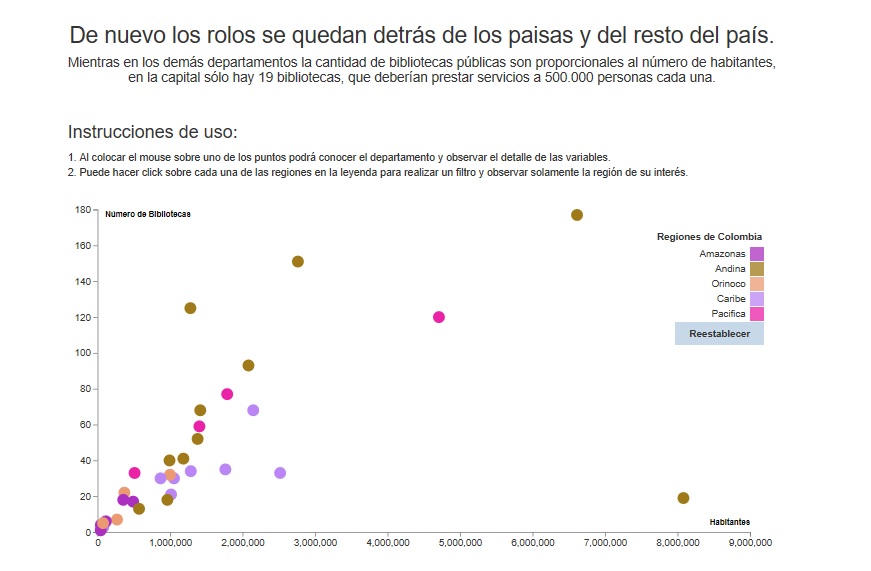 De nuevo los rolos se quedan detrás de los paisas y del resto del país.
Mientras en los demás departamentos la cantidad de bibliotecas públicas son proporcionales al número de habitantes,
en la capital sólo hay 19 bibliotecas, que deberían prestar servicios a 500.000 personas cada una.
Instrucciones de uso:
1. Al colocar el mouse sobre uno de los puntos podrá conocer el departamento y observar el detalle de las variables.
2. Puede hacer click sobre cada una de las regiones en la leyenda para realizar un filtro y observar solamente la región de su interés.
180
Número de Bibliotecas
160
140
120
100
80
60
40
20
0
Regiones de Colombia
Amazonas
Andina
Orinoco
Caribe
Pacifica
Reestablecer
Habitantes
0 1,000,000 2,000,000 3,000,000 4,000,000 5,000,000 6,000,000 7,000,000 8,000,000 9,000,000